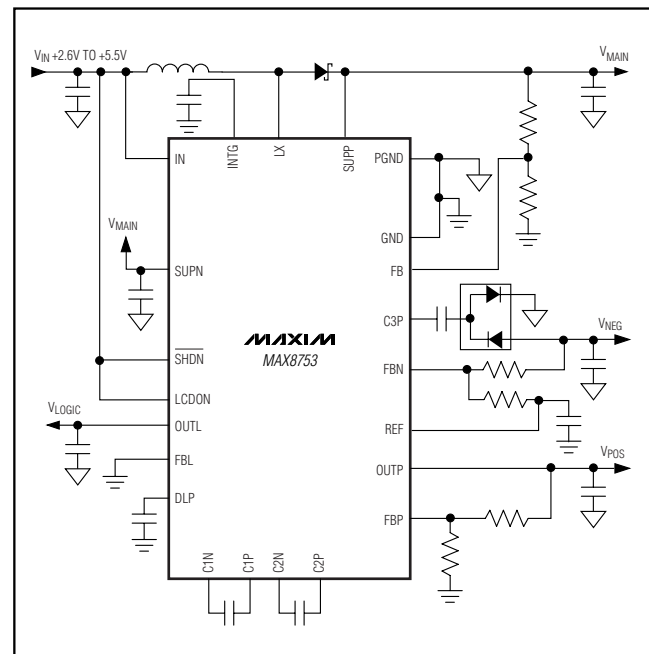 VIN +2.6V TO +5.5V
VMAIN
INTG
LX
SUPP
IN
PGND
GND
VMAIN
SUPN
FB
C3P
MAXIM
MAX8753
VNEG
SHDN
FBN
LCDON
VLOGIC
OUTL
REF
FBL
OUTP
VPOS
DLP
FBP
C1N
C1P
C2N
C2P